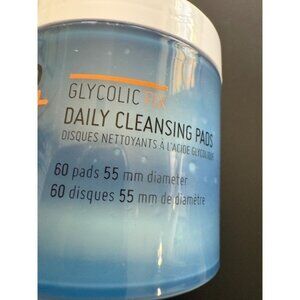 GLYCOLIC FIX
DAILY CLEANSING PADS
DISQUES NETTOYANTS À L'ACIDE GLYCOLIQUE
60 pads 55 mm diameter
60 disques 55 mm de diamètre